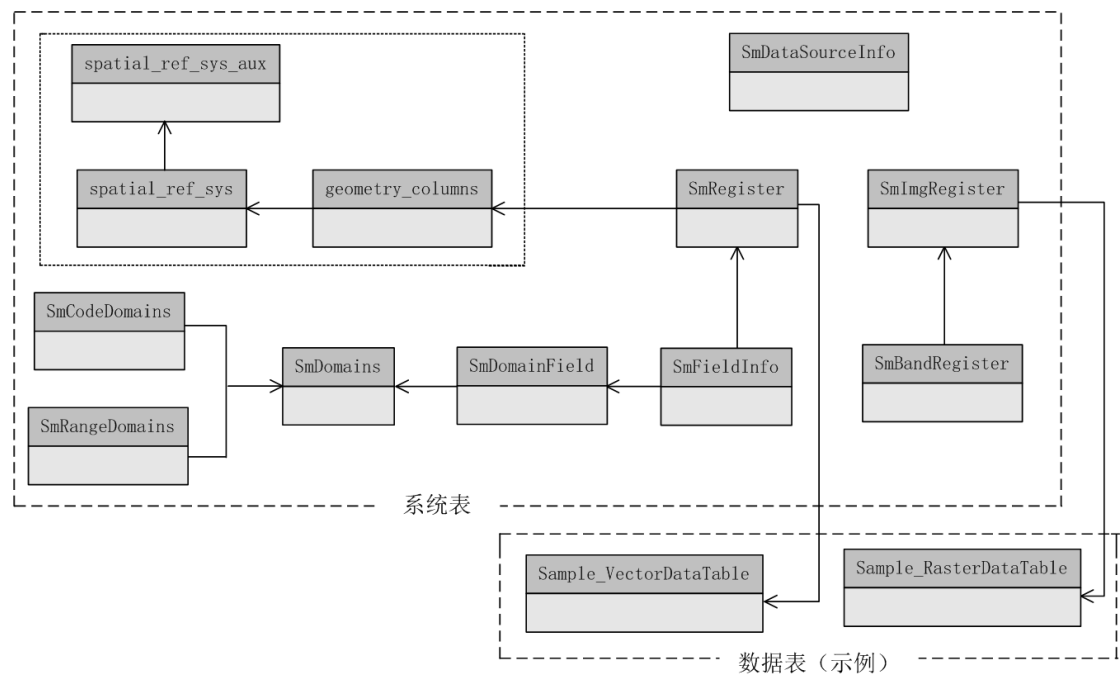 spatial_ref_sys_aux
SmDataSourceInfo
spatial_ref_sys
geometry_columns
SmRegister
SmImgRegister
SmCodeDomains
SmDomains
SmDomainField
SmFieldInfo
SmBandRegister
SmRangeDomains
系统表
Sample_VectorDataTable
Sample_RasterDataTable
数据表（示例）